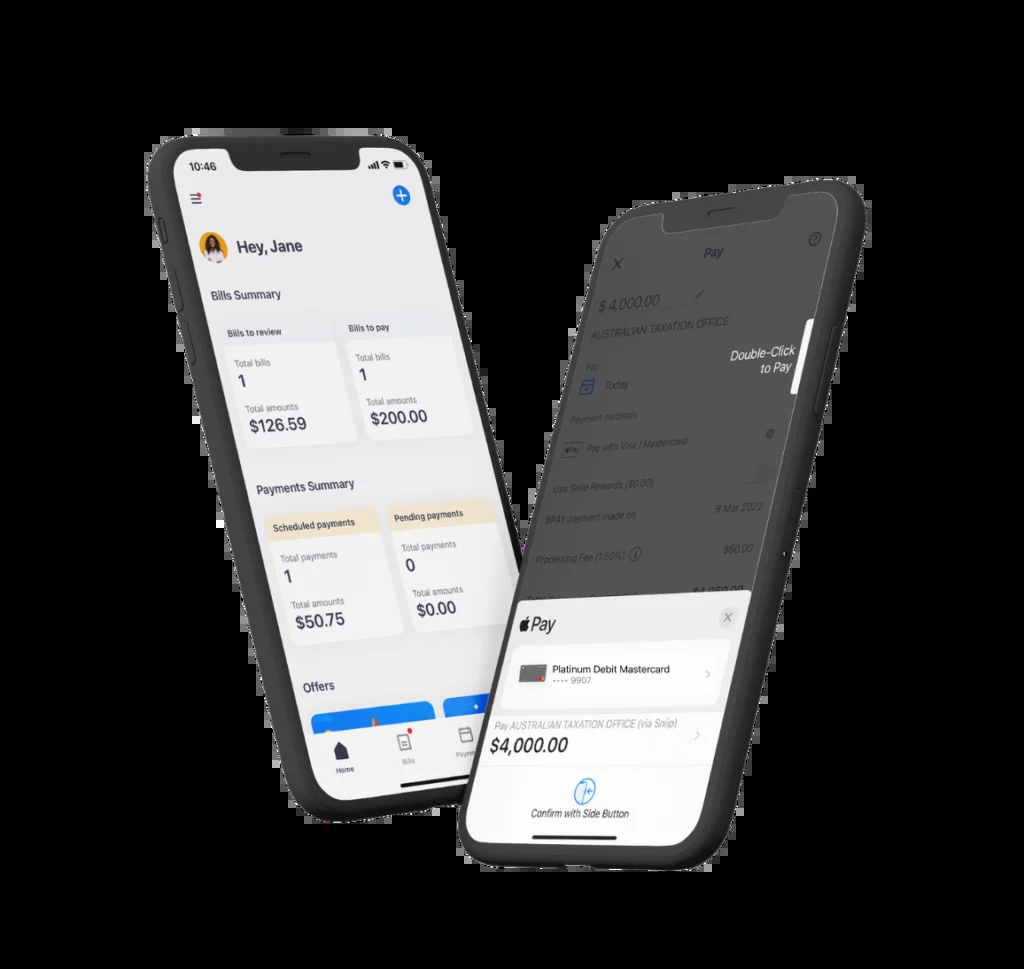 10:46
Hey, Jane
Bills Summary
Bills to review
Bills to pay
Total bills
1
Total bills
1
Total amounts
$126.59
Total amounts
$200.00
Payments Summary
Scheduled payments
Pending payments
Total payments
1
Total payments
0
Total amounts
$50.75
Total amounts
$0.00
Offers
Home
Bills
Pay
$ 4,000.00
AUSTRALIAN TAXATION OFFICE
Double-Click
to Pay
Pay
Today
Payment methods
Pay with Visa / Mastercard
Use Sniip Rewards ($0.00)
BPAY payment made on
8 Mar 2022
Processing Fee (1.50%)
$60.00
Pay
Platinum Debit Mastercard
•••• 9907
Pay AUSTRALIAN TAXATION OFFICE (via Sniip)
$4,000.00
Confirm with Side Button